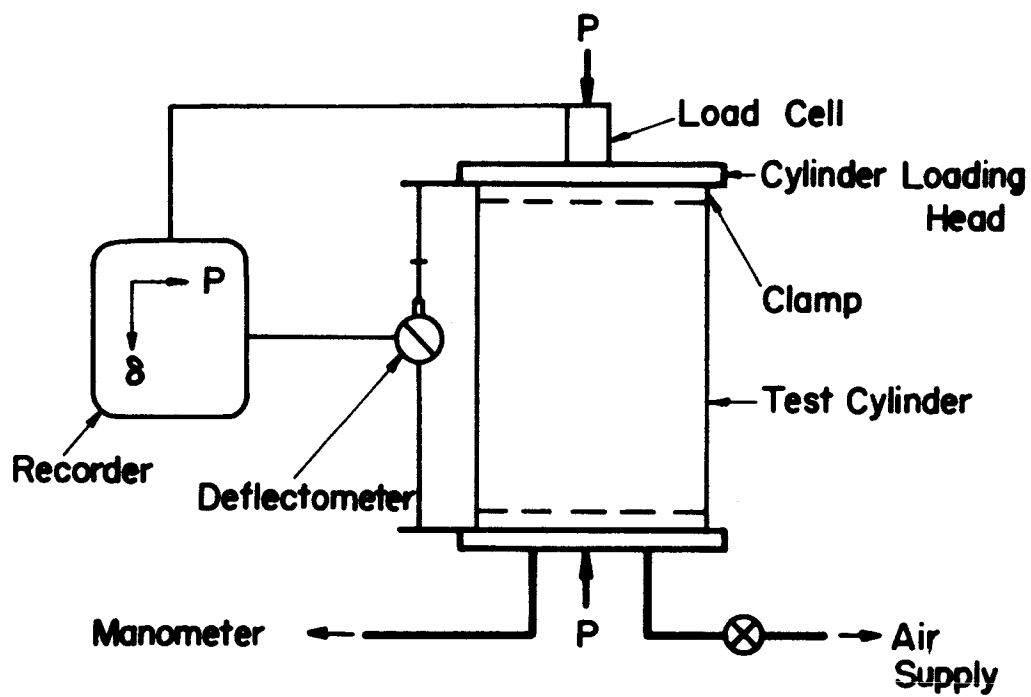 P
Load Cell
Cylinder Loading
Head
P
δ
Clamp
Test Cylinder
Recorder
Deflectometer
Manometer
P
Air
Supply